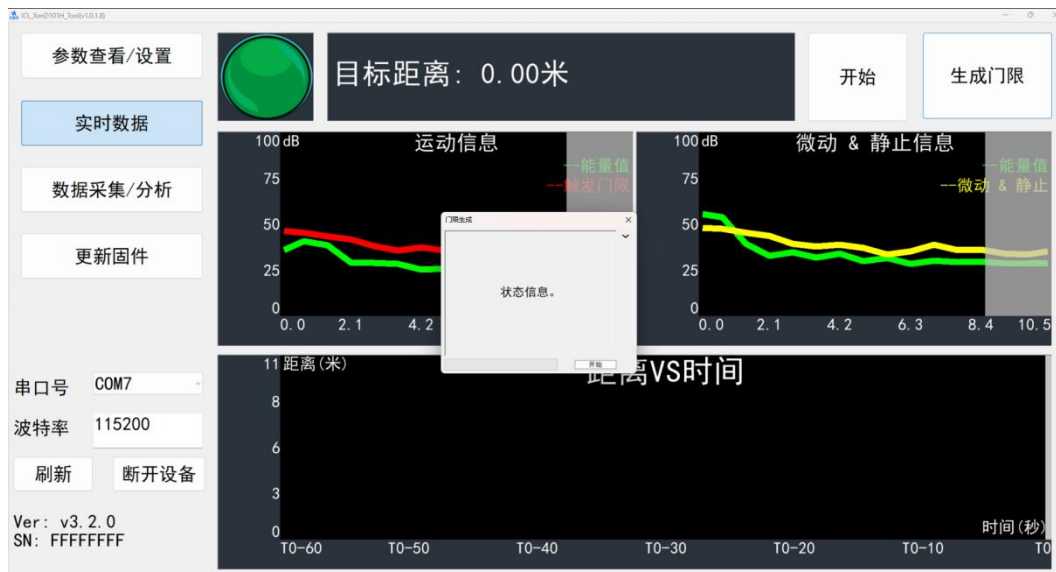 ICL_XenD101H_Tool(v1.0.1.8)
参数查看/设置
实时数据
数据采集/分析
更新固件
串口号 COM7
波特率 115200
刷新 断开设备
Ver: v3.2.0
SN: FFFFFFFF
目标距离: 0.00米
开始
生成门限
100 dB 运动信息
--能量值
--触发门限
75
50
25
0
0.0 2.1 4.2
100 dB 微动 & 静止信息
--能量值
--微动 & 静止
75
50
25
0
0.0 2.1 4.2 6.3 8.4 10.5
门限生成
状态信息。
开始
11 距离(米) 距离VS时间
8
6
3
0
时间(秒)
T0-60 T0-50 T0-40 T0-30 T0-20 T0-10 T0